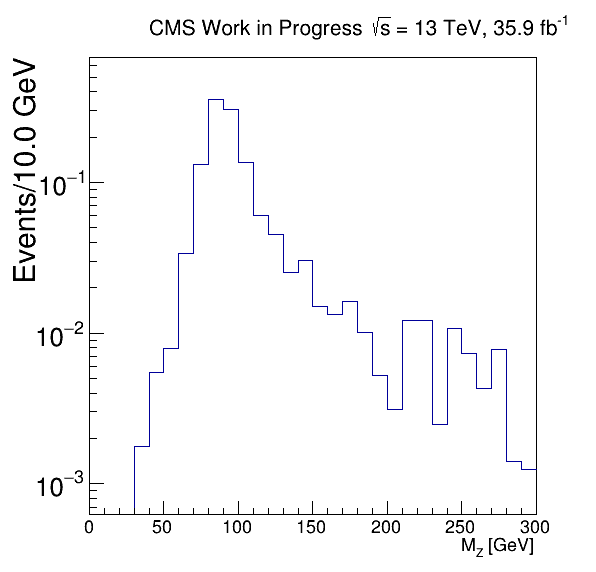 CMS Work in Progress √s = 13 TeV, 35.9 fb⁻¹
Events/10.0 GeV
10⁻¹
10⁻²
10⁻³
0 50 100 150 200 250 300
M_Z [GeV]